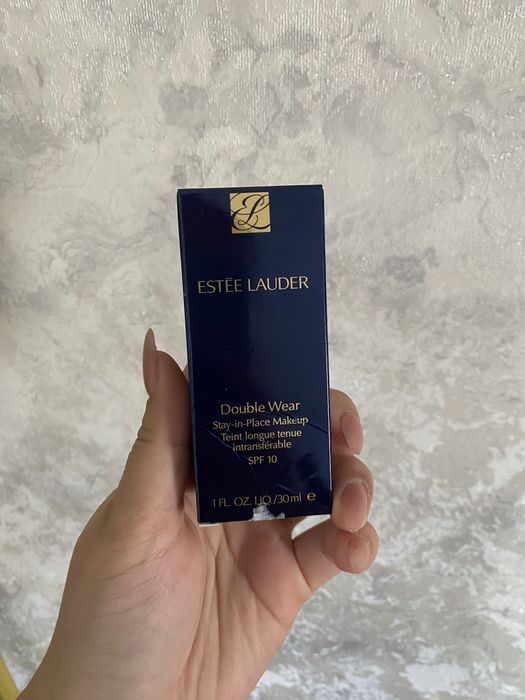 EL
ESTĒE LAUDER
Double Wear
Stay-in-Place Makeup
Teint longue tenue
intransférable
SPF 10
1 FL. OZ. LIQ./30 ml e